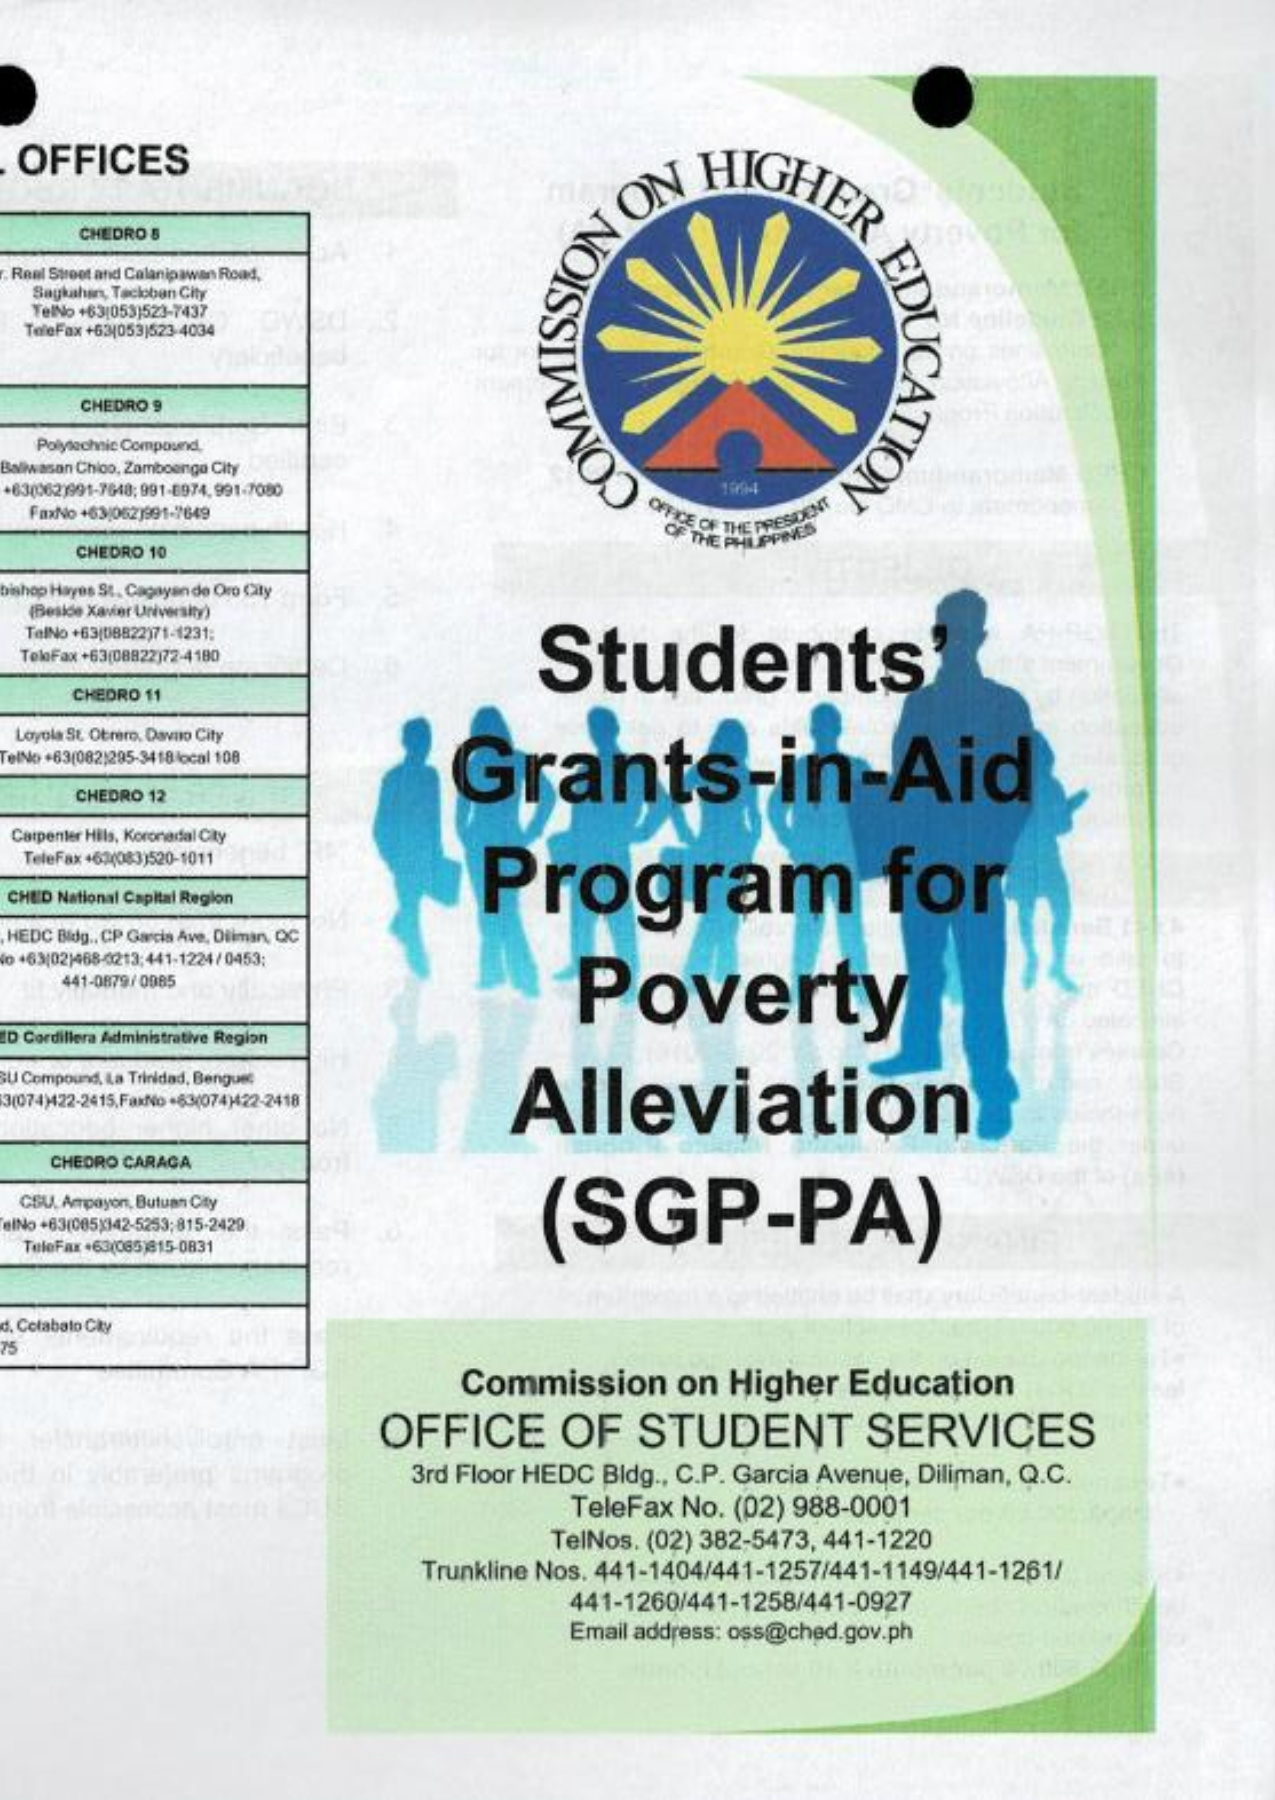 OFFICES
CHEDRO 8
r. Real Street and Calanipawan Road,
Sagkahan, Tacloban City
TelNo +63(053)523-7437
TeleFax +63(053)523-4034
CHEDRO 9
Polytechnic Compound,
Baliwasan Chico, Zamboanga City
+63(062)991-7648; 991-8974, 991-7080
FaxNo +63(062)991-7649
CHEDRO 10
bishop Hayes St., Cagayan de Oro City
(Beside Xavier University)
TelNo +63(08822)71-1231;
TeleFax +63(08822)72-4180
CHEDRO 11
Loyola St. Obrero, Davao City
TelNo +63(082)295-3418/local 108
CHEDRO 12
Carpenter Hills, Koronadal City
TeleFax +63(083)520-1011
CHED National Capital Region
, HEDC Bldg., CP Garcia Ave, Diliman, QC
No +63(02)468-0213; 441-1224 / 0453;
441-0879 / 0985
ED Cordillera Administrative Region
SU Compound, La Trinidad, Benguet
63(074)422-2415,FaxNo +63(074)422-2418
CHEDRO CARAGA
CSU, Ampayon, Butuan City
TelNo +63(085)342-5253; 815-2429
TeleFax +63(085)815-0831
d, Cotabato City
75
COMMISSION ON HIGHER EDUCATION
1994
OFFICE OF THE PRESIDENT
OF THE PHILIPPINES
Students'
Grants-in-Aid
Program for
Poverty
Alleviation
(SGP-PA)
Commission on Higher Education
OFFICE OF STUDENT SERVICES
3rd Floor HEDC Bldg., C.P. Garcia Avenue, Diliman, Q.C.
TeleFax No. (02) 988-0001
TelNos. (02) 382-5473, 441-1220
Trunkline Nos. 441-1404/441-1257/441-1149/441-1261/
441-1260/441-1258/441-0927
Email address: oss@ched.gov.ph